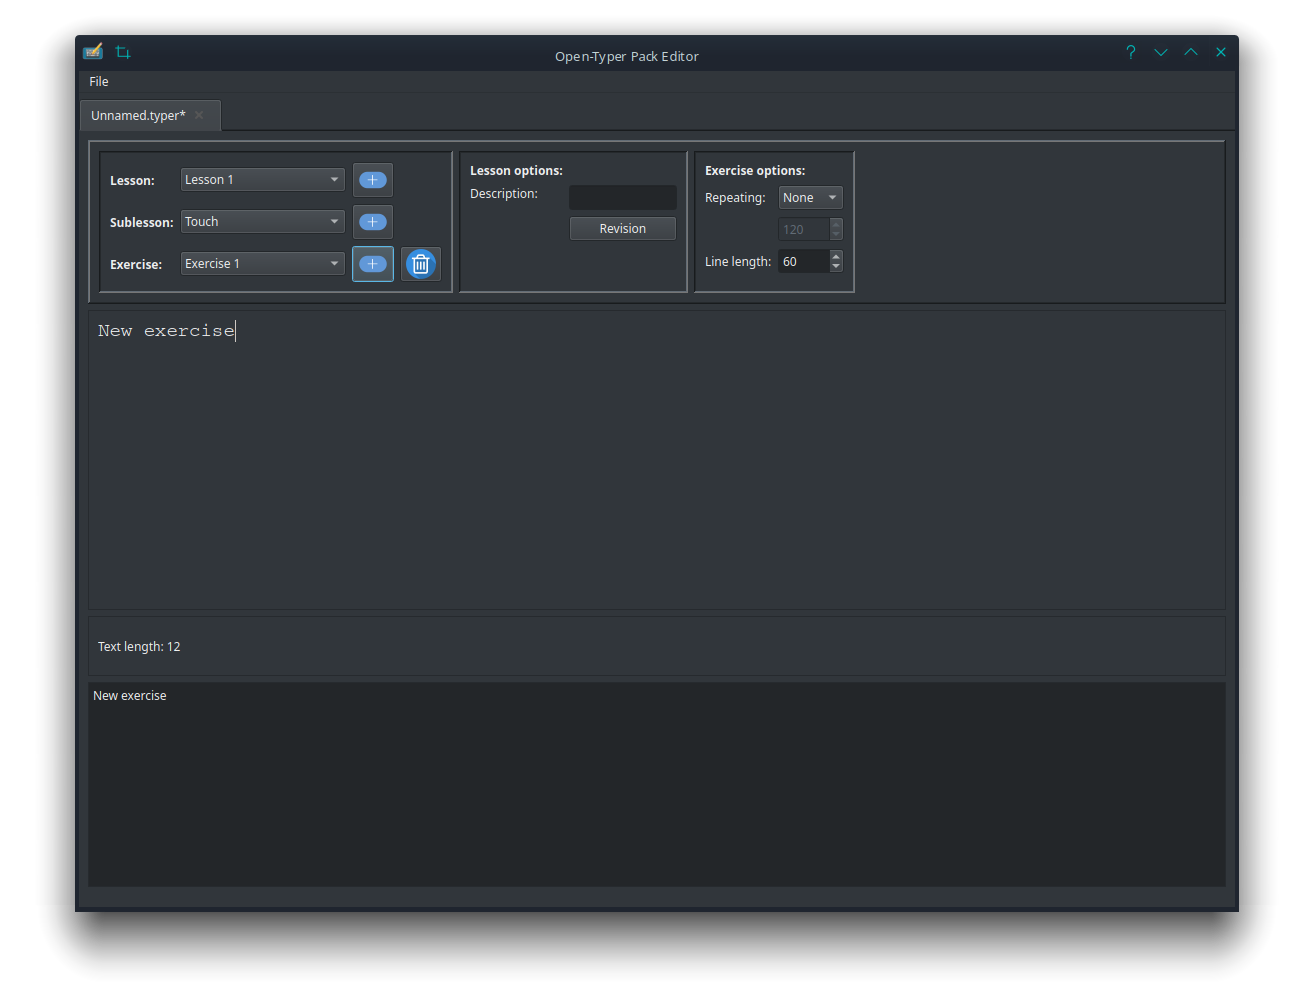 Open-Typer Pack Editor
File
Unnamed.typer*
Lesson: Lesson 1
Sublesson: Touch
Exercise: Exercise 1
Lesson options:
Description:
Revision
Exercise options:
Repeating: None
120
Line length: 60
New exercise
Text length: 12
New exercise